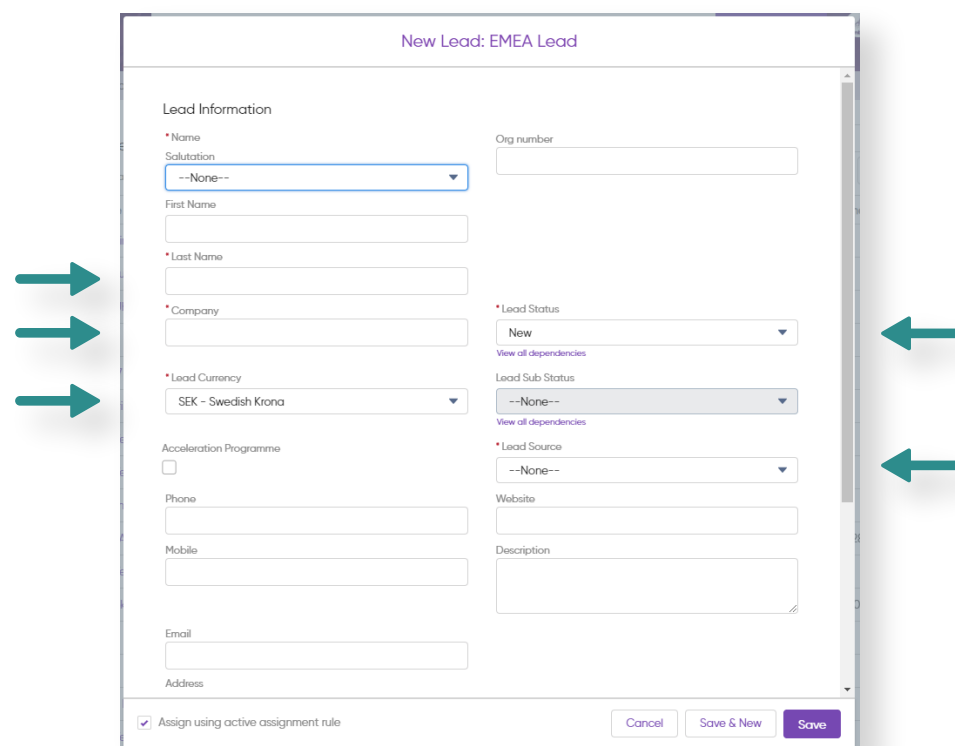 New Lead: EMEA Lead
Lead Information
*Name
Salutation
--None--
First Name
*Last Name
*Company
*Lead Currency
SEK - Swedish Krona
Acceleration Programme
Phone
Mobile
Email
Address
Org number
*Lead Status
New
View all dependencies
Lead Sub Status
--None--
View all dependencies
*Lead Source
--None--
Website
Description
Assign using active assignment rule
Cancel
Save & New
Save